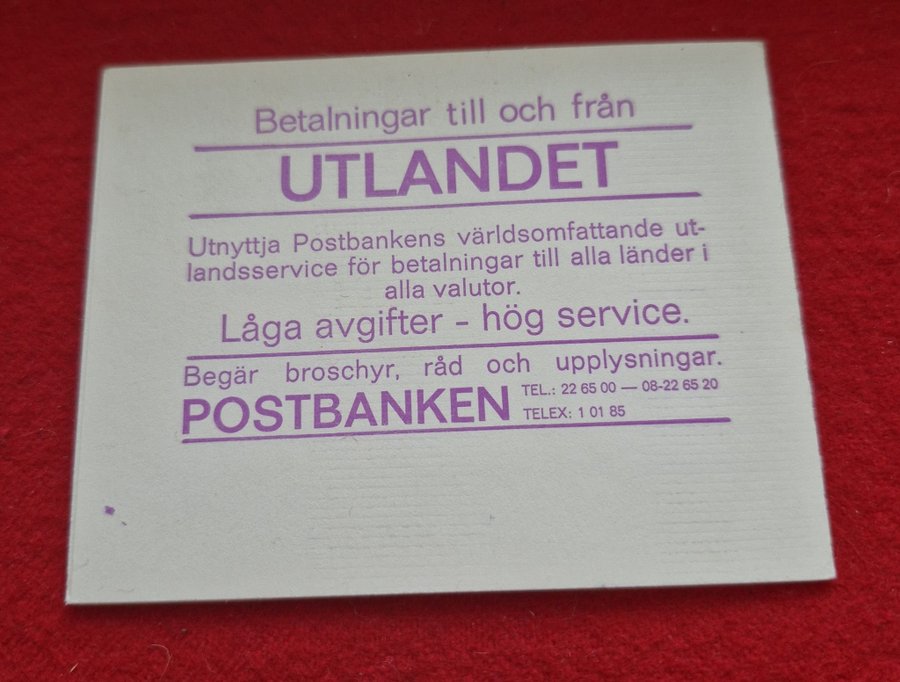 Betalningar till och från
UTLANDET
Utnyttja Postbankens världsomfattande ut-
landsservice för betalningar till alla länder i
alla valutor.
Låga avgifter - hög service.
Begär broschyr, råd och upplysningar.
POSTBANKEN TEL.: 22 65 00 — 08-22 65 20
TELEX: 1 01 85